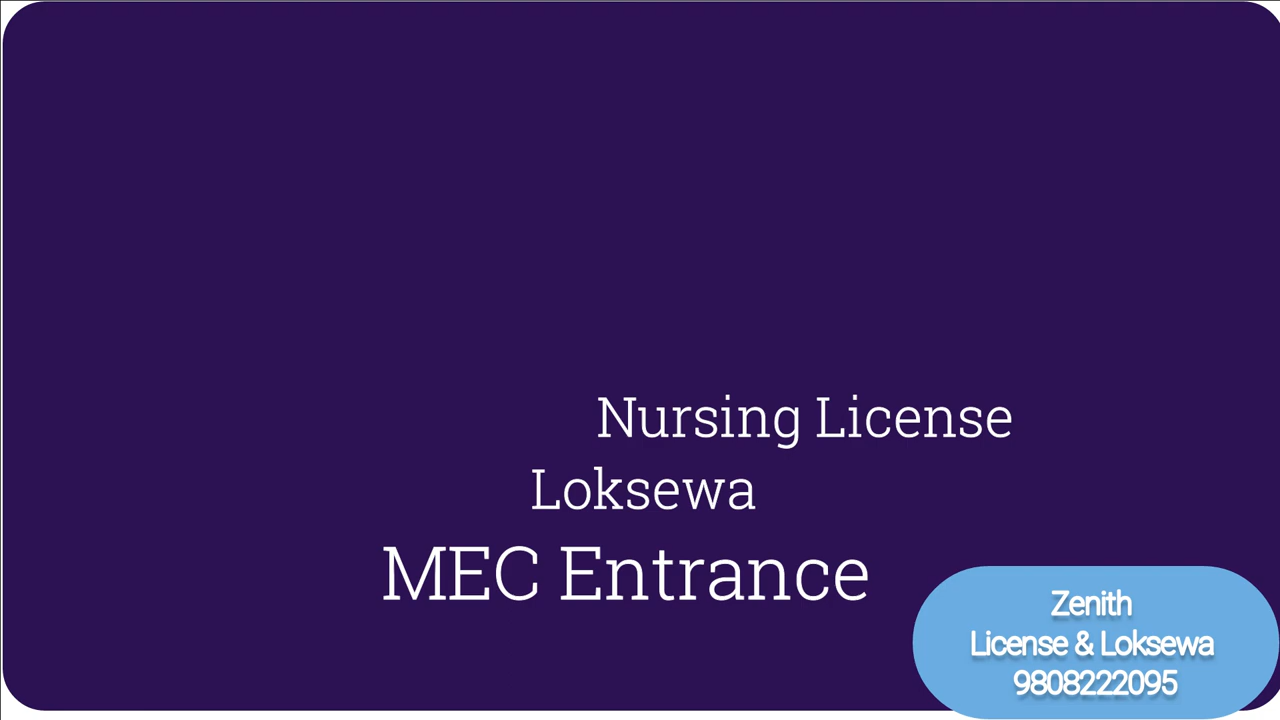 Nursing License
Loksewa
MEC Entrance
Zenith
License & Loksewa
9808222095